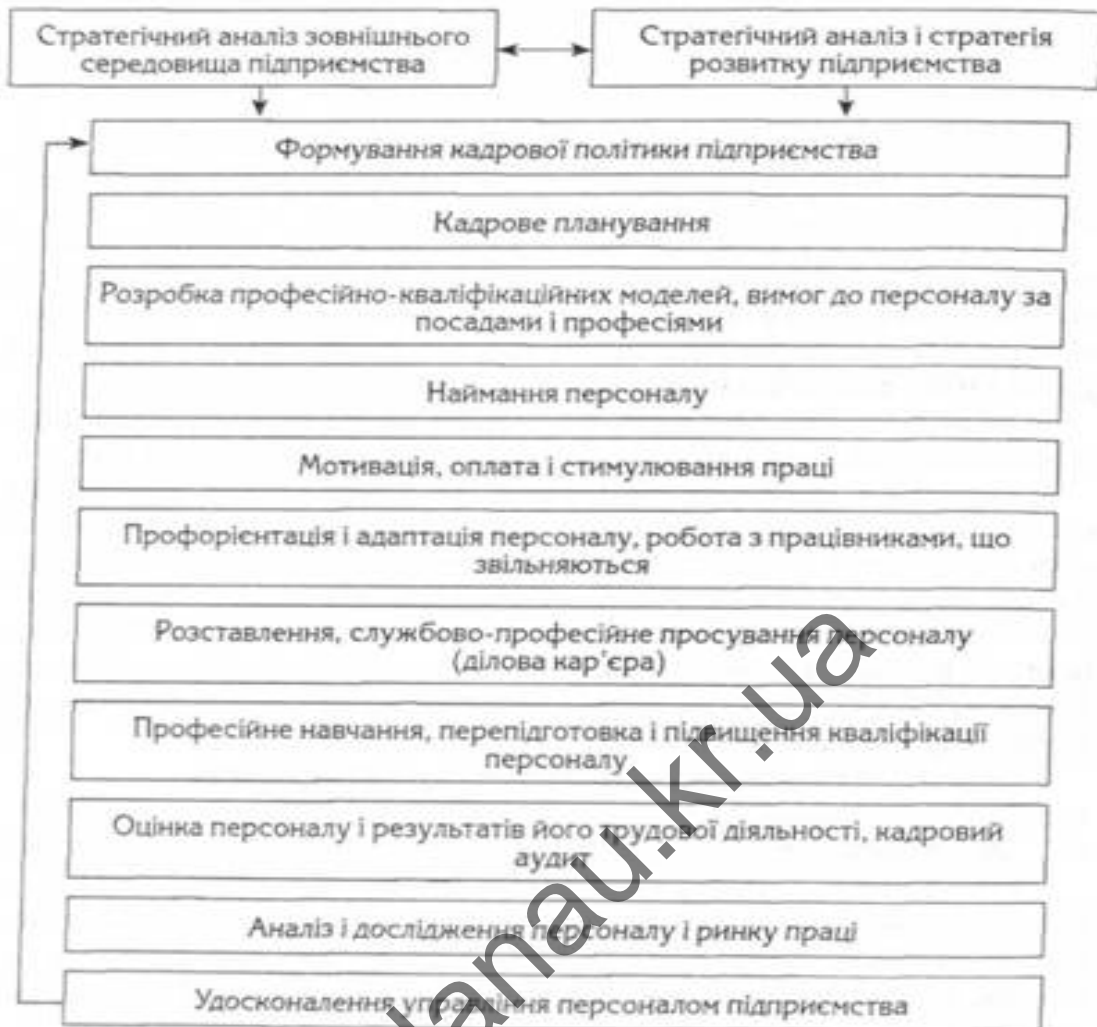 Стратегічний аналіз зовнішнього
середовища підприємства
Стратегічний аналіз і стратегія
розвитку підприємства
Формування кадрової політики підприємства
Кадрове планування
Розробка професійно-кваліфікаційних моделей, вимог до персоналу за
посадами і професіями
Наймання персоналу
Мотивація, оплата і стимулювання праці
Профорієнтація і адаптація персоналу, робота з працівниками, що
звільняються
Розставлення, службово-професійне просування персоналу
(ділова кар’єра)
Професійне навчання, перепідготовка і підвищення кваліфікації
персоналу
Оцінка персоналу і результатів його трудової діяльності, кадровий
аудит
Аналіз і дослідження персоналу і ринку праці
Удосконалення управління персоналом підприємства